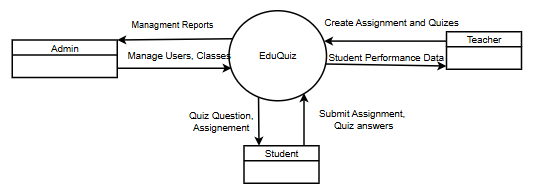 Managment Reports
Create Assignment and Quizes
Admin
Teacher
Manage Users, Classes
EduQuiz
Student Performance Data
Quiz Question,
Assignement
Submit Assignment,
Quiz answers
Student